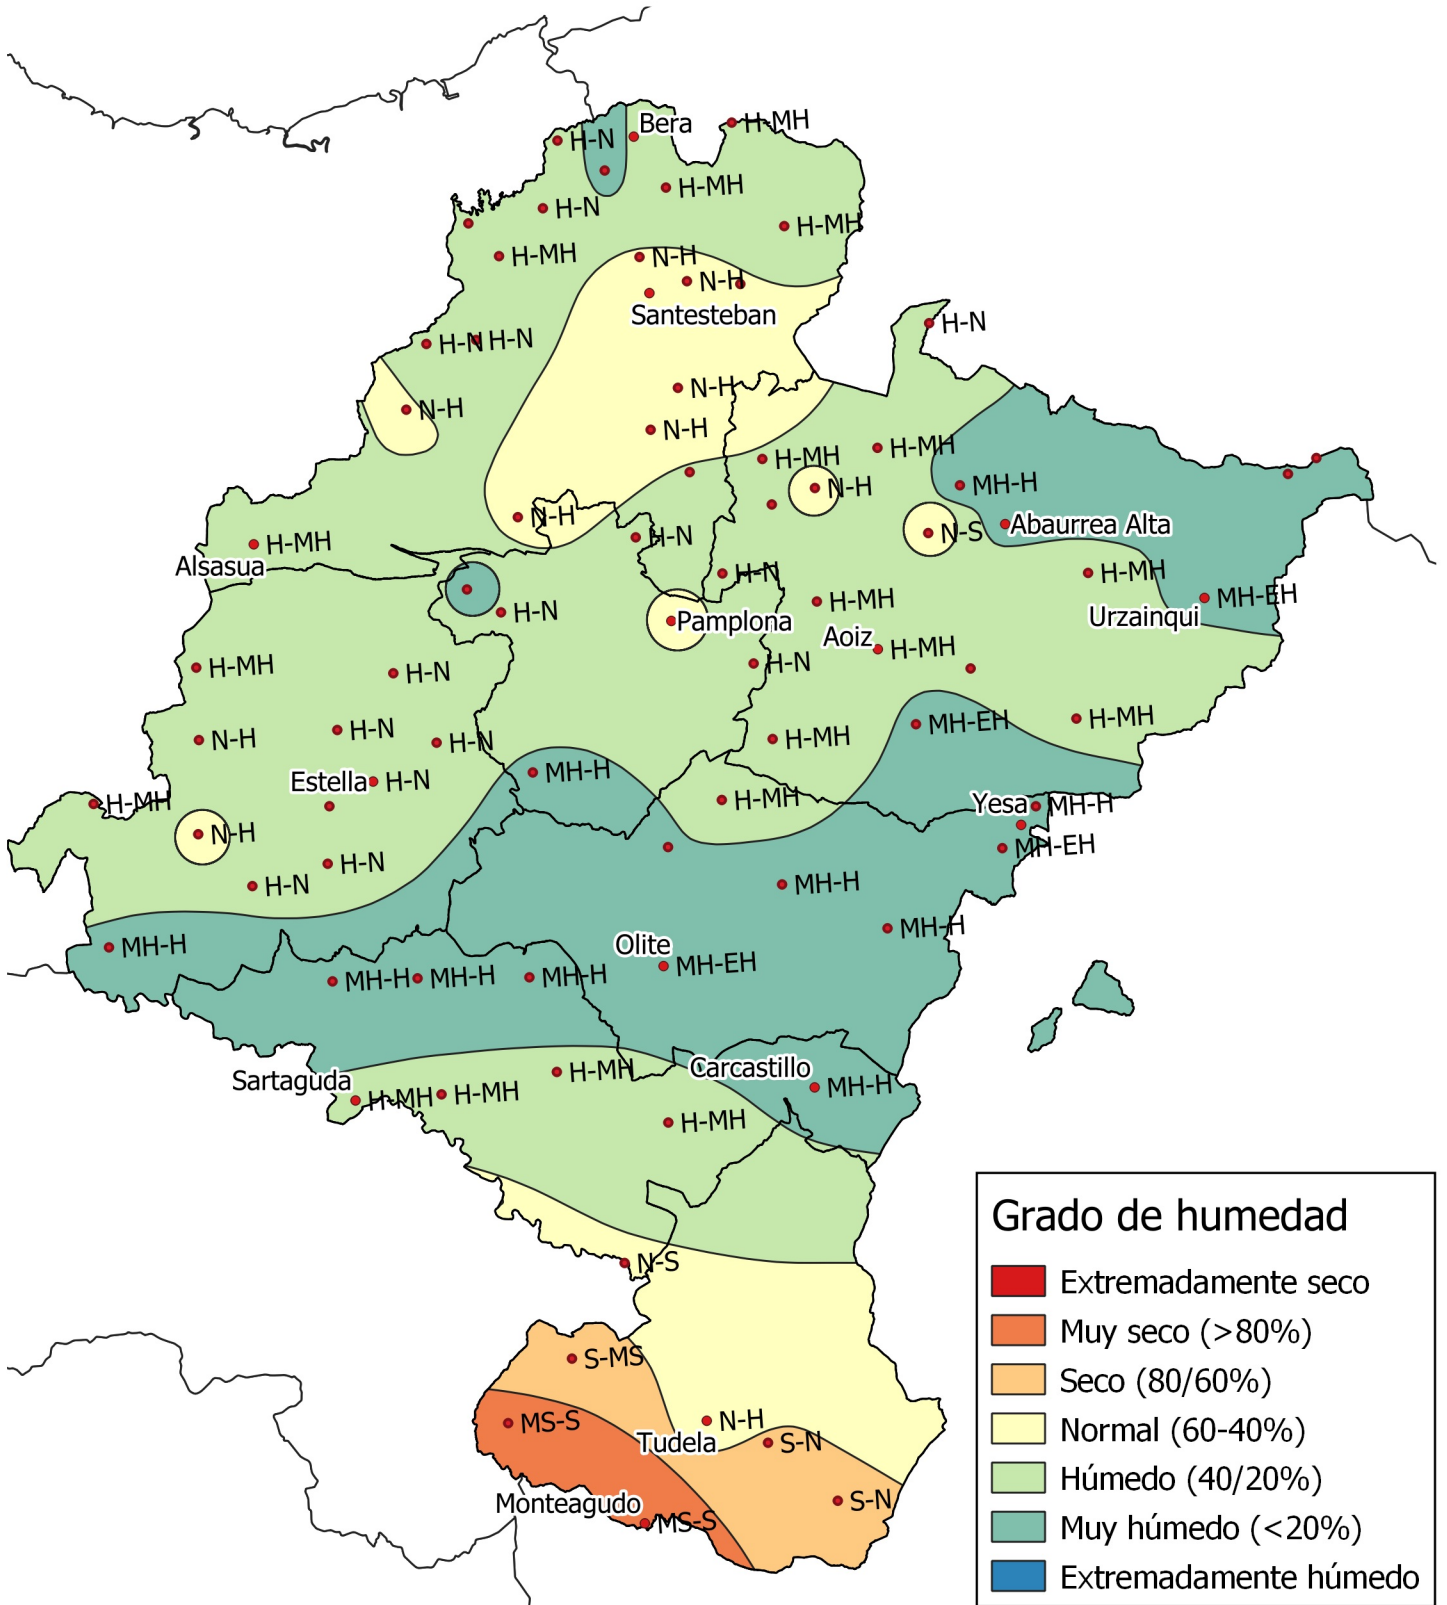 Bera
H-MH
H-N
H-MH
H-N
H-MH
H-MH
N-H
N-H
Santesteban
H-N
H-N
H-N
N-H
N-H
N-H
H-MH
H-MH
N-H
MH-H
N-H
Abaurrea Alta
N-S
H-N
H-MH
Alsasua
H-N
H-MH
MH-EH
H-MH
H-N
Pamplona
Urzainqui
Aoiz
H-MH
H-MH
H-N
H-N
H-MH
MH-EH
H-N
N-H
H-N
H-MH
MH-H
Estella
H-N
H-MH
H-MH
Yesa
MH-H
N-H
MH-EH
H-N
H-N
MH-H
MH-H
MH-H
Olite
MH-EH
MH-H
MH-H
MH-H
Carcastillo
H-MH
Sartaguda
MH-H
H-MH
H-MH
H-MH
N-S
S-MS
MS-S
N-H
Tudela
S-N
S-N
Monteagudo
MS-S
Grado de humedad
Extremadamente seco
Muy seco (>80%)
Seco (80/60%)
Normal (60-40%)
Húmedo (40/20%)
Muy húmedo (<20%)
Extremadamente húmedo